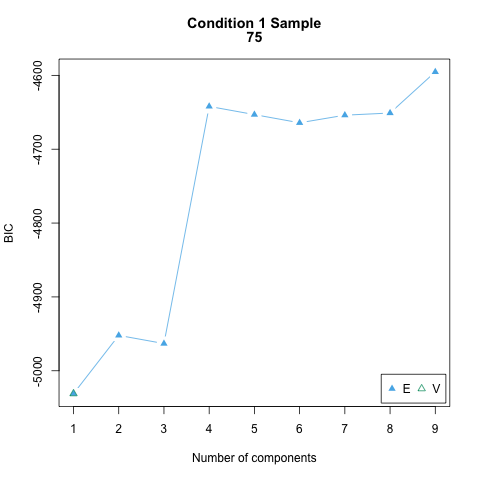 Condition 1 Sample
75
-4600
-4700
-4800
-4900
-5000
BIC
1 2 3 4 5 6 7 8 9
Number of components
E V